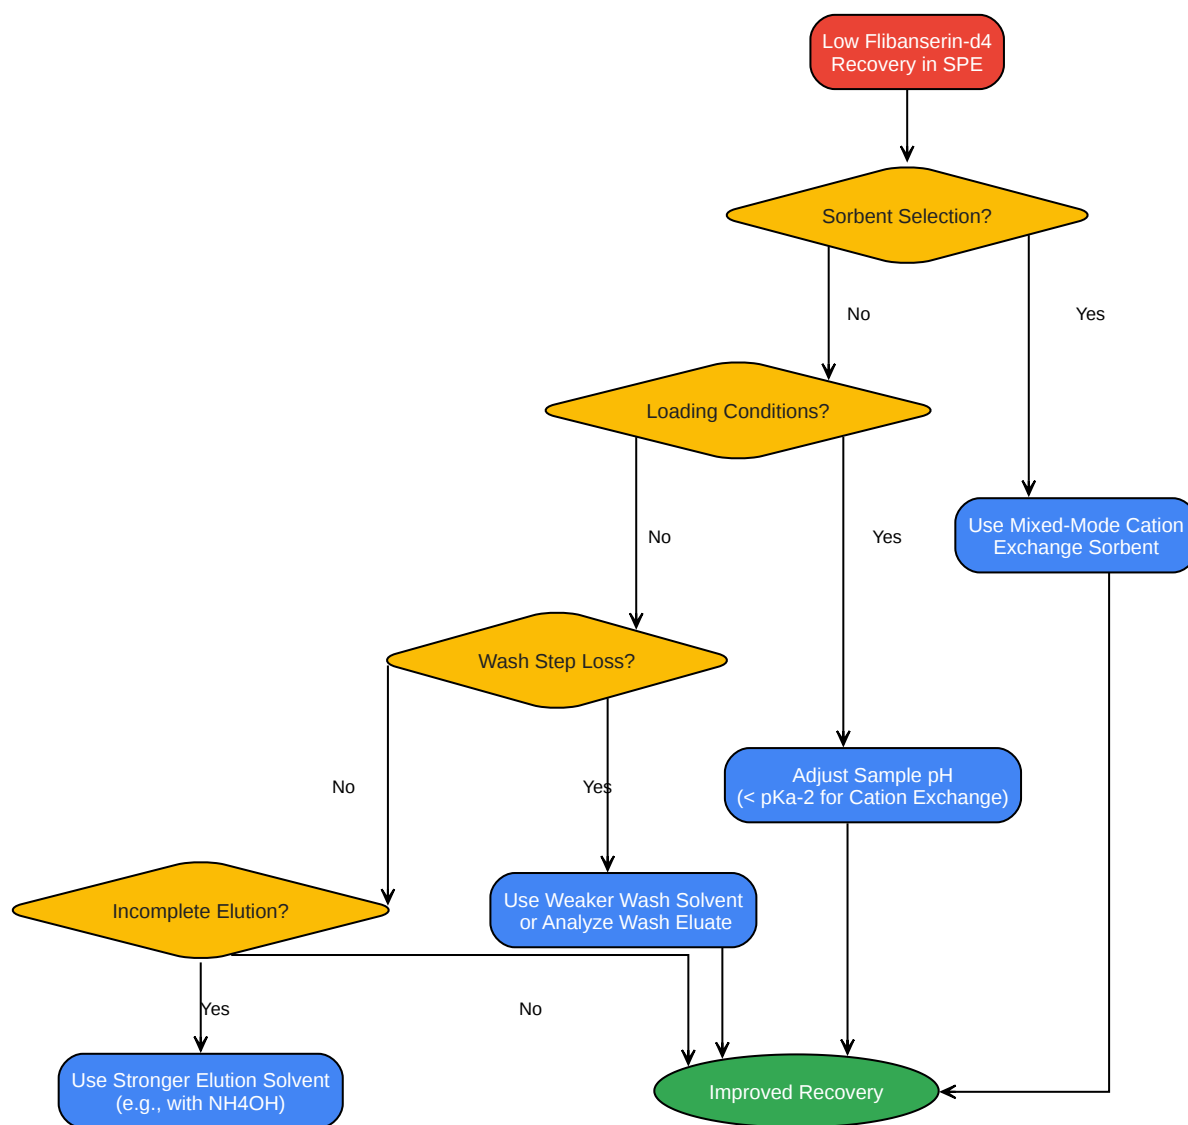 Low Flibanserin-d4
Recovery in SPE
Sorbent Selection?
No
Yes
Loading Conditions?
No
Yes
Use Mixed-Mode Cation
Exchange Sorbent
Wash Step Loss?
No
Yes
Adjust Sample pH
(< pKa-2 for Cation Exchange)
Incomplete Elution?
Use Weaker Wash Solvent
or Analyze Wash Eluate
Yes
No
Use Stronger Elution Solvent
(e.g., with NH4OH)
Improved Recovery